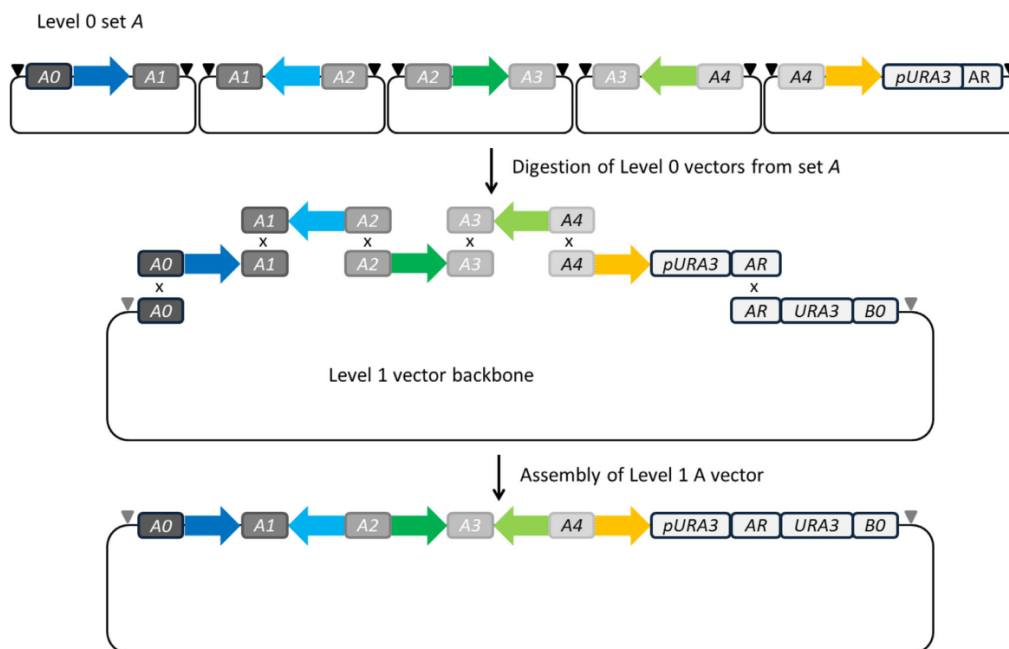 Level 0 set A
A0 A1 A1 A2 A2 A3 A3 A4 A4 pURA3 AR
Digestion of Level 0 vectors from set A
A1 A2 A3 A4
x x x x
A0 A1 A2 A3 A4 pURA3 AR
x x
A0 AR URA3 B0
Level 1 vector backbone
Assembly of Level 1 A vector
A0 A1 A2 A3 A4 pURA3 AR URA3 B0